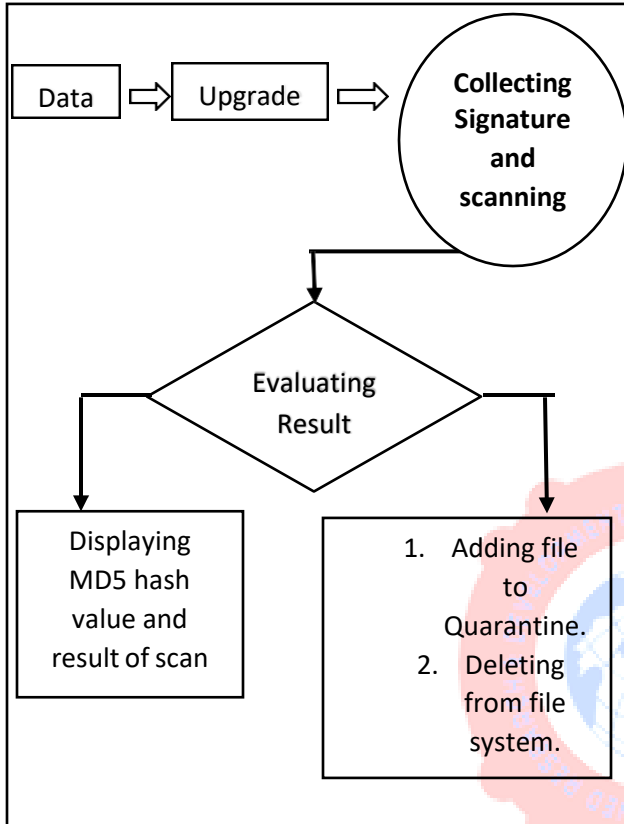 Data
Upgrade
Collecting
Signature
and
scanning
Evaluating
Result
Displaying
MD5 hash
value and
result of scan
1. Adding file
to
Quarantine.
2. Deleting
from file
system.